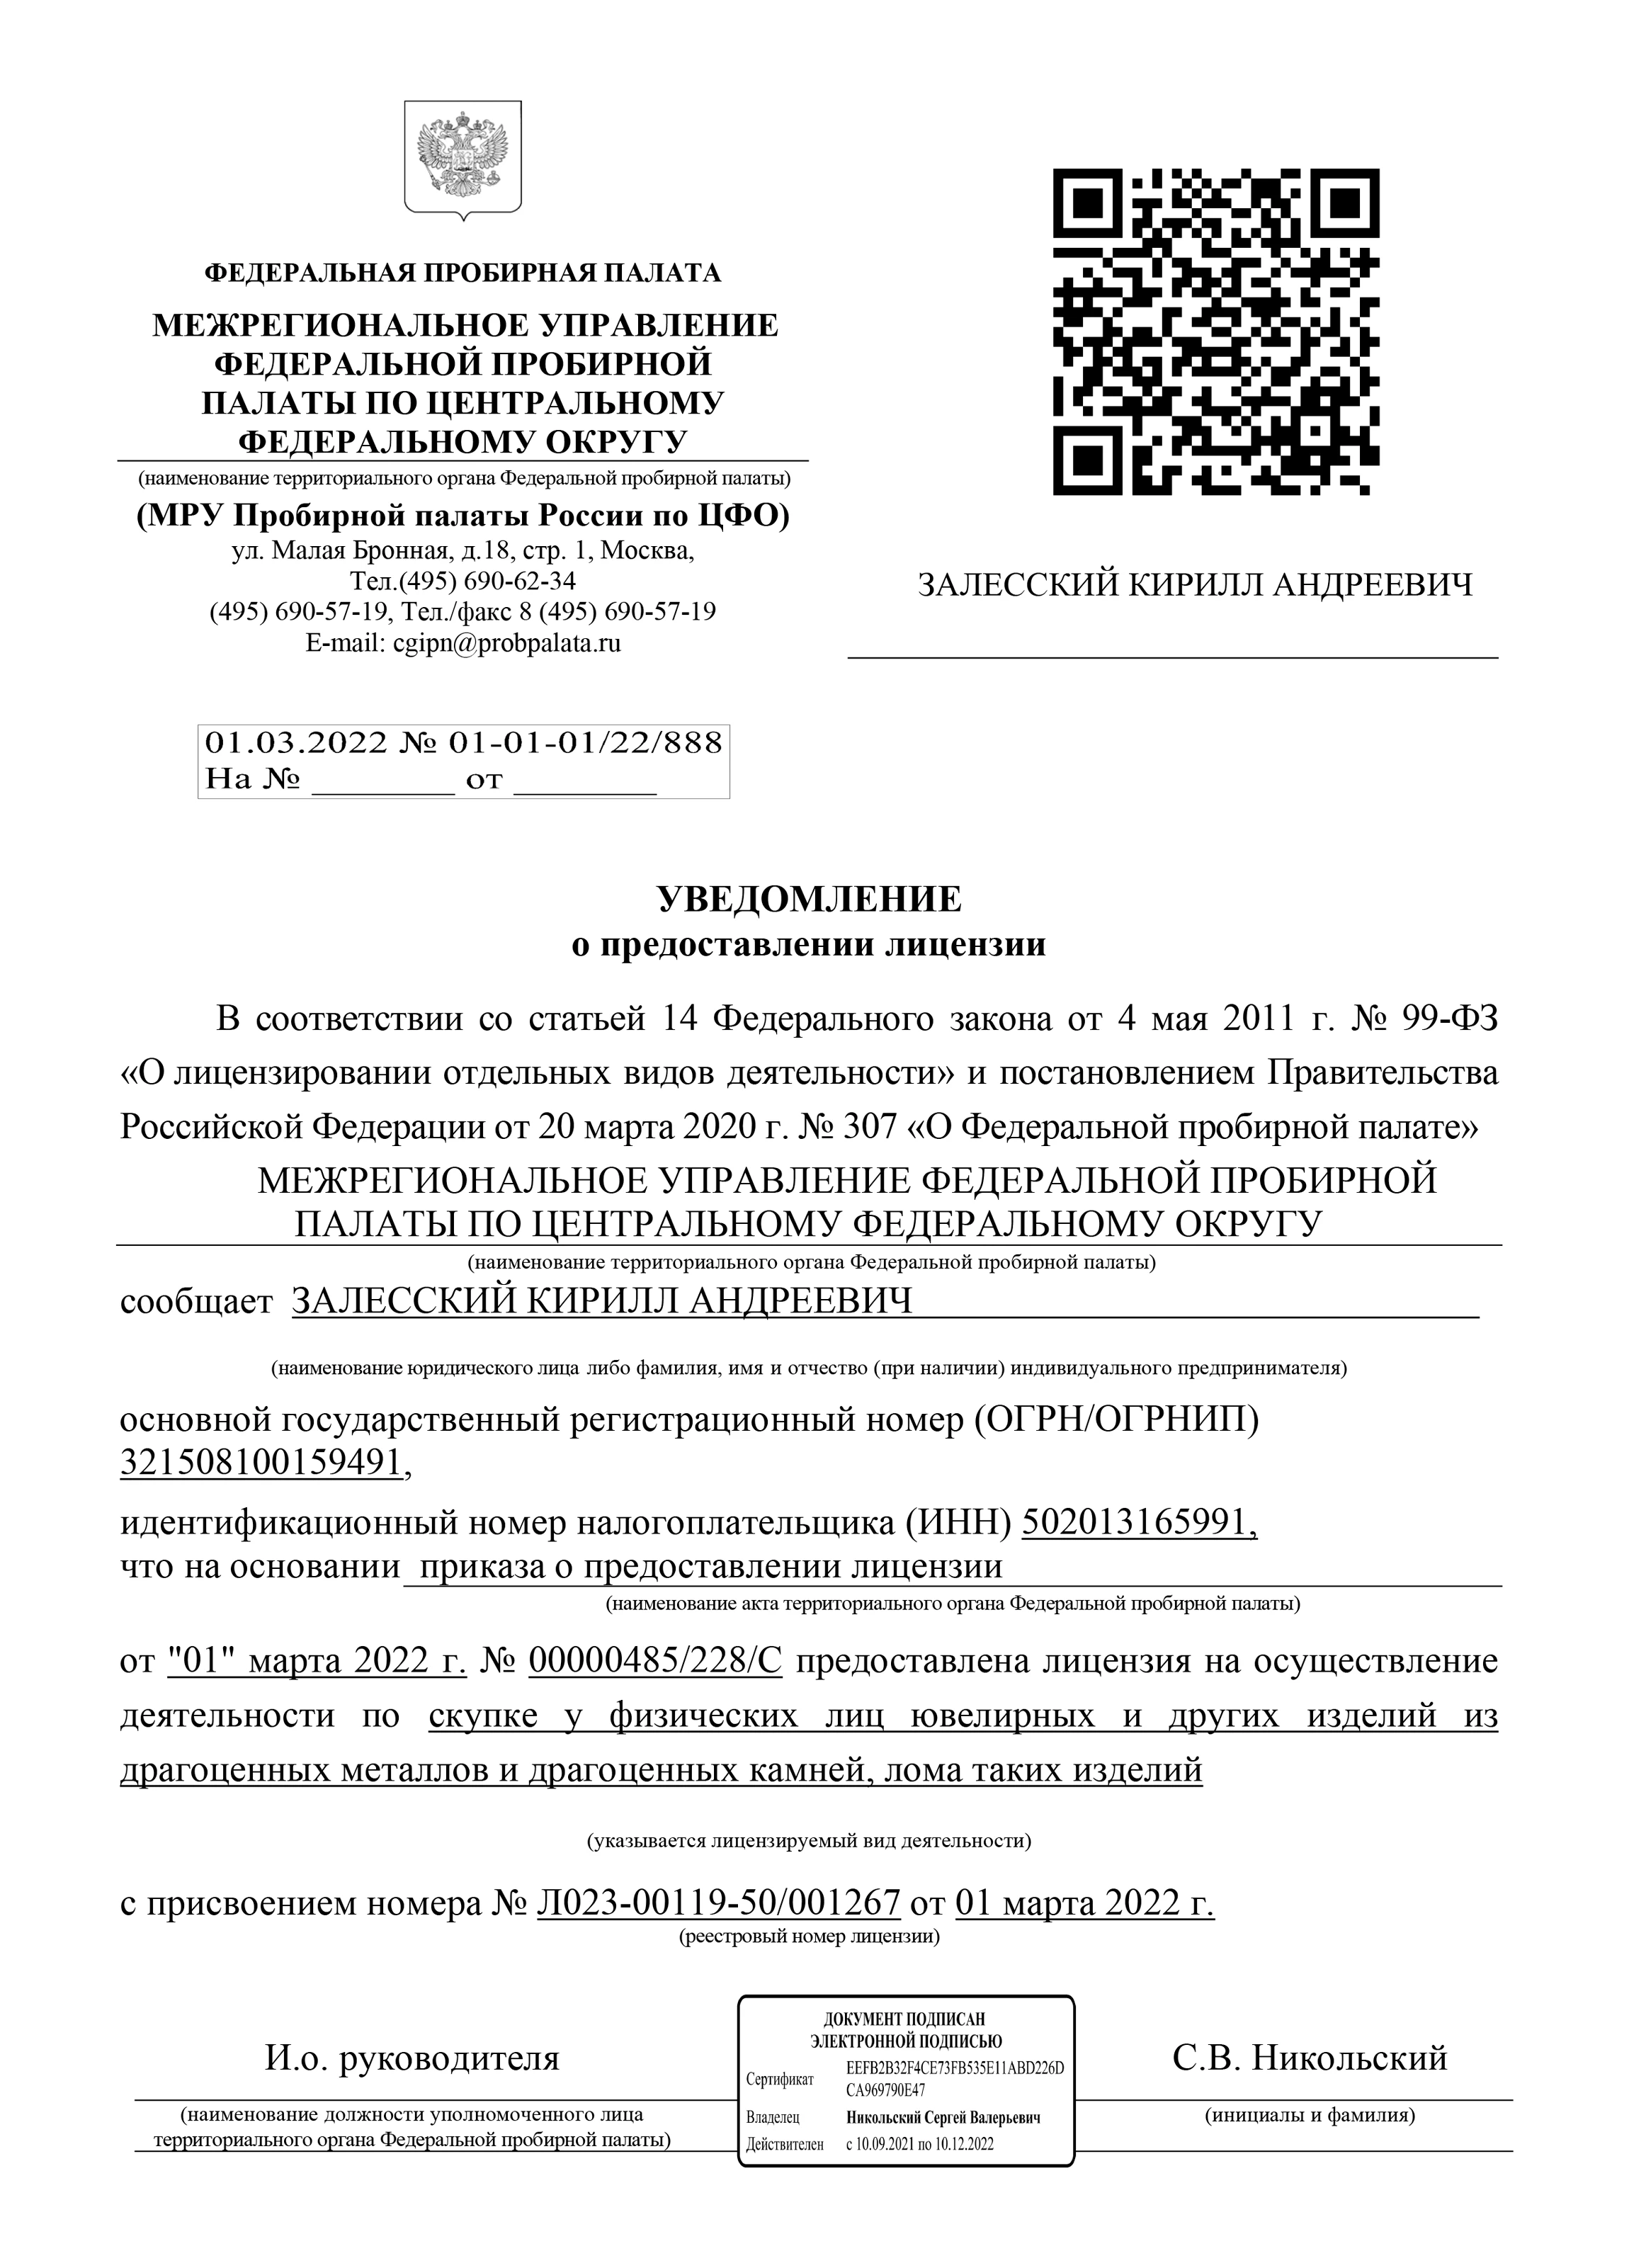 ФЕДЕРАЛЬНАЯ ПРОБИРНАЯ ПАЛАТА
МЕЖРЕГИОНАЛЬНОЕ УПРАВЛЕНИЕ
ФЕДЕРАЛЬНОЙ ПРОБИРНОЙ
ПАЛАТЫ ПО ЦЕНТРАЛЬНОМУ
ФЕДЕРАЛЬНОМУ ОКРУГУ
(наименование территориального органа Федеральной пробирной палаты)
(МРУ Пробирной палаты России по ЦФО)
ул. Малая Бронная, д.18, стр. 1, Москва,
Тел.(495) 690-62-34
(495) 690-57-19, Тел./факс 8 (495) 690-57-19
E-mail: cgipn@probpalata.ru
ЗАЛЕССКИЙ КИРИЛЛ АНДРЕЕВИЧ
01.03.2022 № 01-01-01/22/888
На № _________ от _________
УВЕДОМЛЕНИЕ
о предоставлении лицензии
В соответствии со статьей 14 Федерального закона от 4 мая 2011 г. № 99-ФЗ
«О лицензировании отдельных видов деятельности» и постановлением Правительства
Российской Федерации от 20 марта 2020 г. № 307 «О Федеральной пробирной палате»
МЕЖРЕГИОНАЛЬНОЕ УПРАВЛЕНИЕ ФЕДЕРАЛЬНОЙ ПРОБИРНОЙ
ПАЛАТЫ ПО ЦЕНТРАЛЬНОМУ ФЕДЕРАЛЬНОМУ ОКРУГУ
(наименование территориального органа Федеральной пробирной палаты)
сообщает ЗАЛЕССКИЙ КИРИЛЛ АНДРЕЕВИЧ
(наименование юридического лица либо фамилия, имя и отчество (при наличии) индивидуального предпринимателя)
основной государственный регистрационный номер (ОГРН/ОГРНИП)
321508100159491,
идентификационный номер налогоплательщика (ИНН) 502013165991,
что на основании приказа о предоставлении лицензии
(наименование акта территориального органа Федеральной пробирной палаты)
от "01" марта 2022 г. № 00000485/228/С предоставлена лицензия на осуществление
деятельности по скупке у физических лиц ювелирных и других изделий из
драгоценных металлов и драгоценных камней, лома таких изделий
(указывается лицензируемый вид деятельности)
с присвоением номера № Л023-00119-50/001267 от 01 марта 2022 г.
(реестровый номер лицензии)
И.о. руководителя
(наименование должности уполномоченного лица
территориального органа Федеральной пробирной палаты)
ДОКУМЕНТ ПОДПИСАН
ЭЛЕКТРОННОЙ ПОДПИСЬЮ
Сертификат EEFB2B32F4CE73FB535E11ABD226D
CA969790E47
Владелец Никольский Сергей Валерьевич
Действителен с 10.09.2021 по 10.12.2022
С.В. Никольский
(инициалы и фамилия)